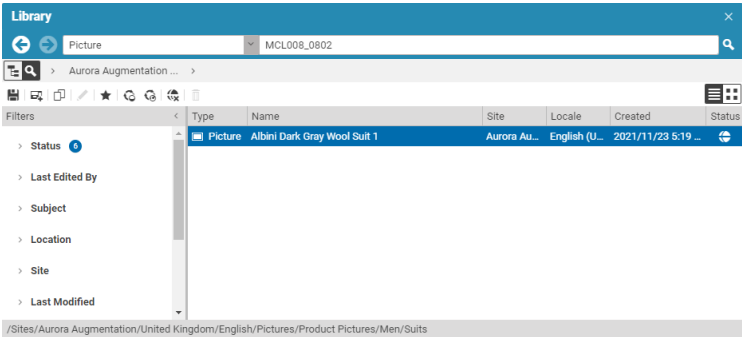 Library
Picture MCL008_0802
Aurora Augmentation ...
Filters Type Name Site Locale Created Status
Status 6 Picture Albini Dark Gray Wool Suit 1 Aurora Au... English (U... 2021/11/23 5:19 ...
Last Edited By
Subject
Location
Site
Last Modified
/Sites/Aurora Augmentation/United Kingdom/English/Pictures/Product Pictures/Men/Suits